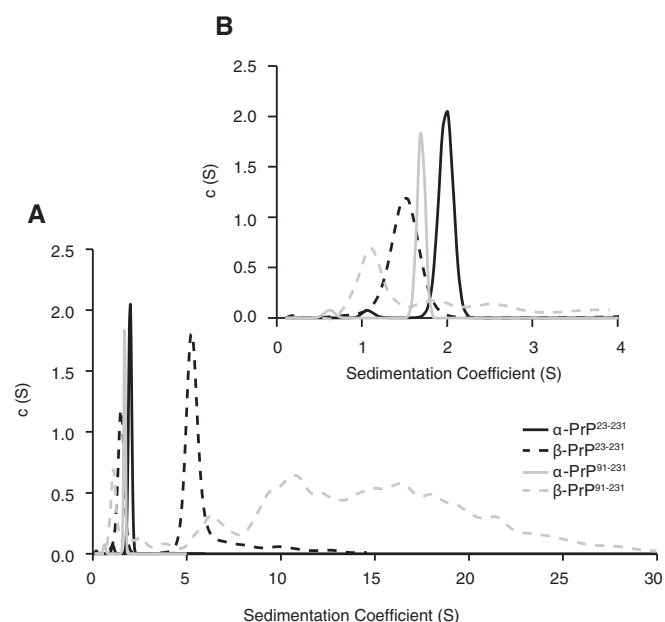 B
2.5
2.0
1.5
1.0
0.5
0.0
c (S)
0 1 2 3 4
Sedimentation Coefficient (S)
A
2.5
2.0
1.5
1.0
0.5
0.0
c (S)
0 5 10 15 20 25 30
Sedimentation Coefficient (S)
α-PrP²³⁻²³¹
β-PrP²³⁻²³¹
α-PrP⁹¹⁻²³¹
β-PrP⁹¹⁻²³¹